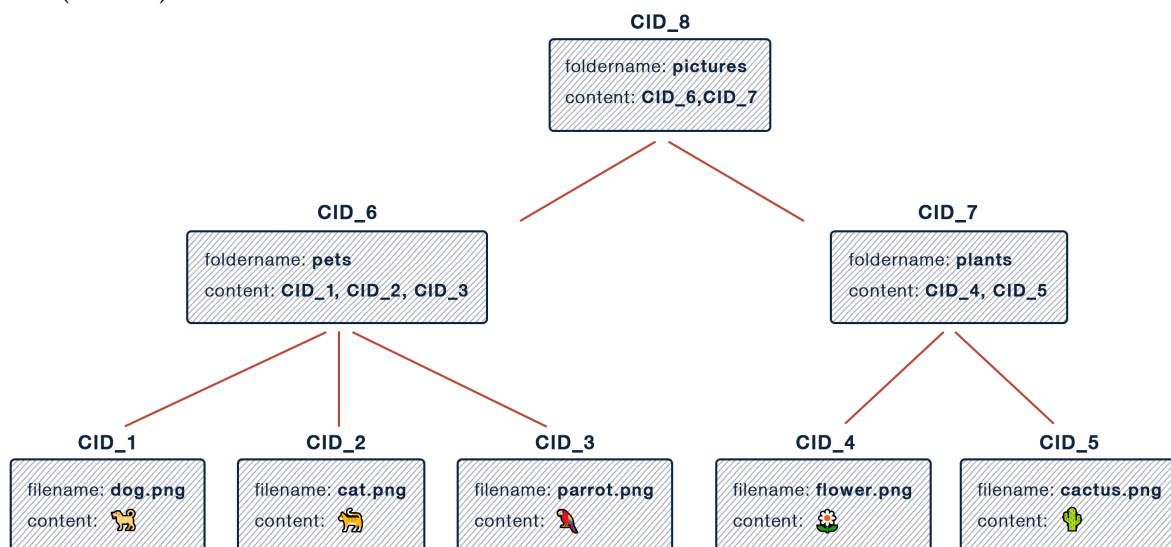 CID_8
foldername: pictures
content: CID_6,CID_7
CID_6
foldername: pets
content: CID_1, CID_2, CID_3
CID_7
foldername: plants
content: CID_4, CID_5
CID_1
filename: dog.png
content:
CID_2
filename: cat.png
content:
CID_3
filename: parrot.png
content:
CID_4
filename: flower.png
content:
CID_5
filename: cactus.png
content: